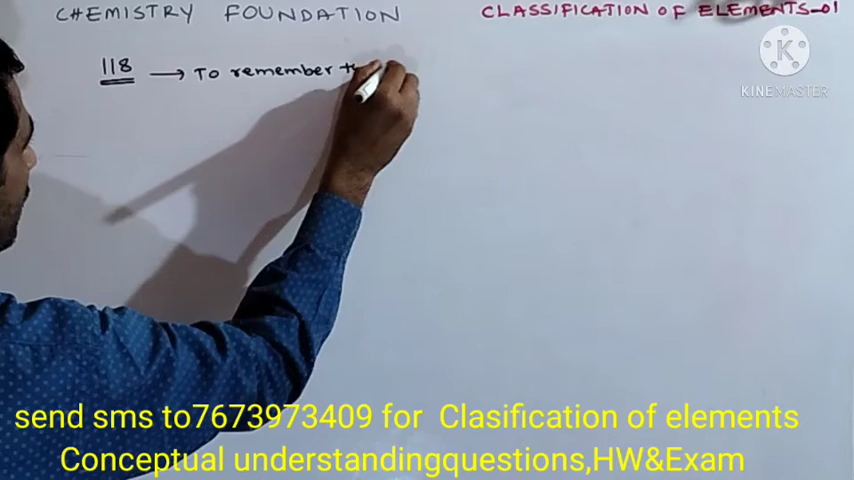 CHEMISTRY FOUNDATION
CLASSIFICATION OF ELEMENTS-01
118 → To remember
KINEMASTER
send sms to7673973409 for Clasification of elements
Conceptual understandingquestions,HW&Exam